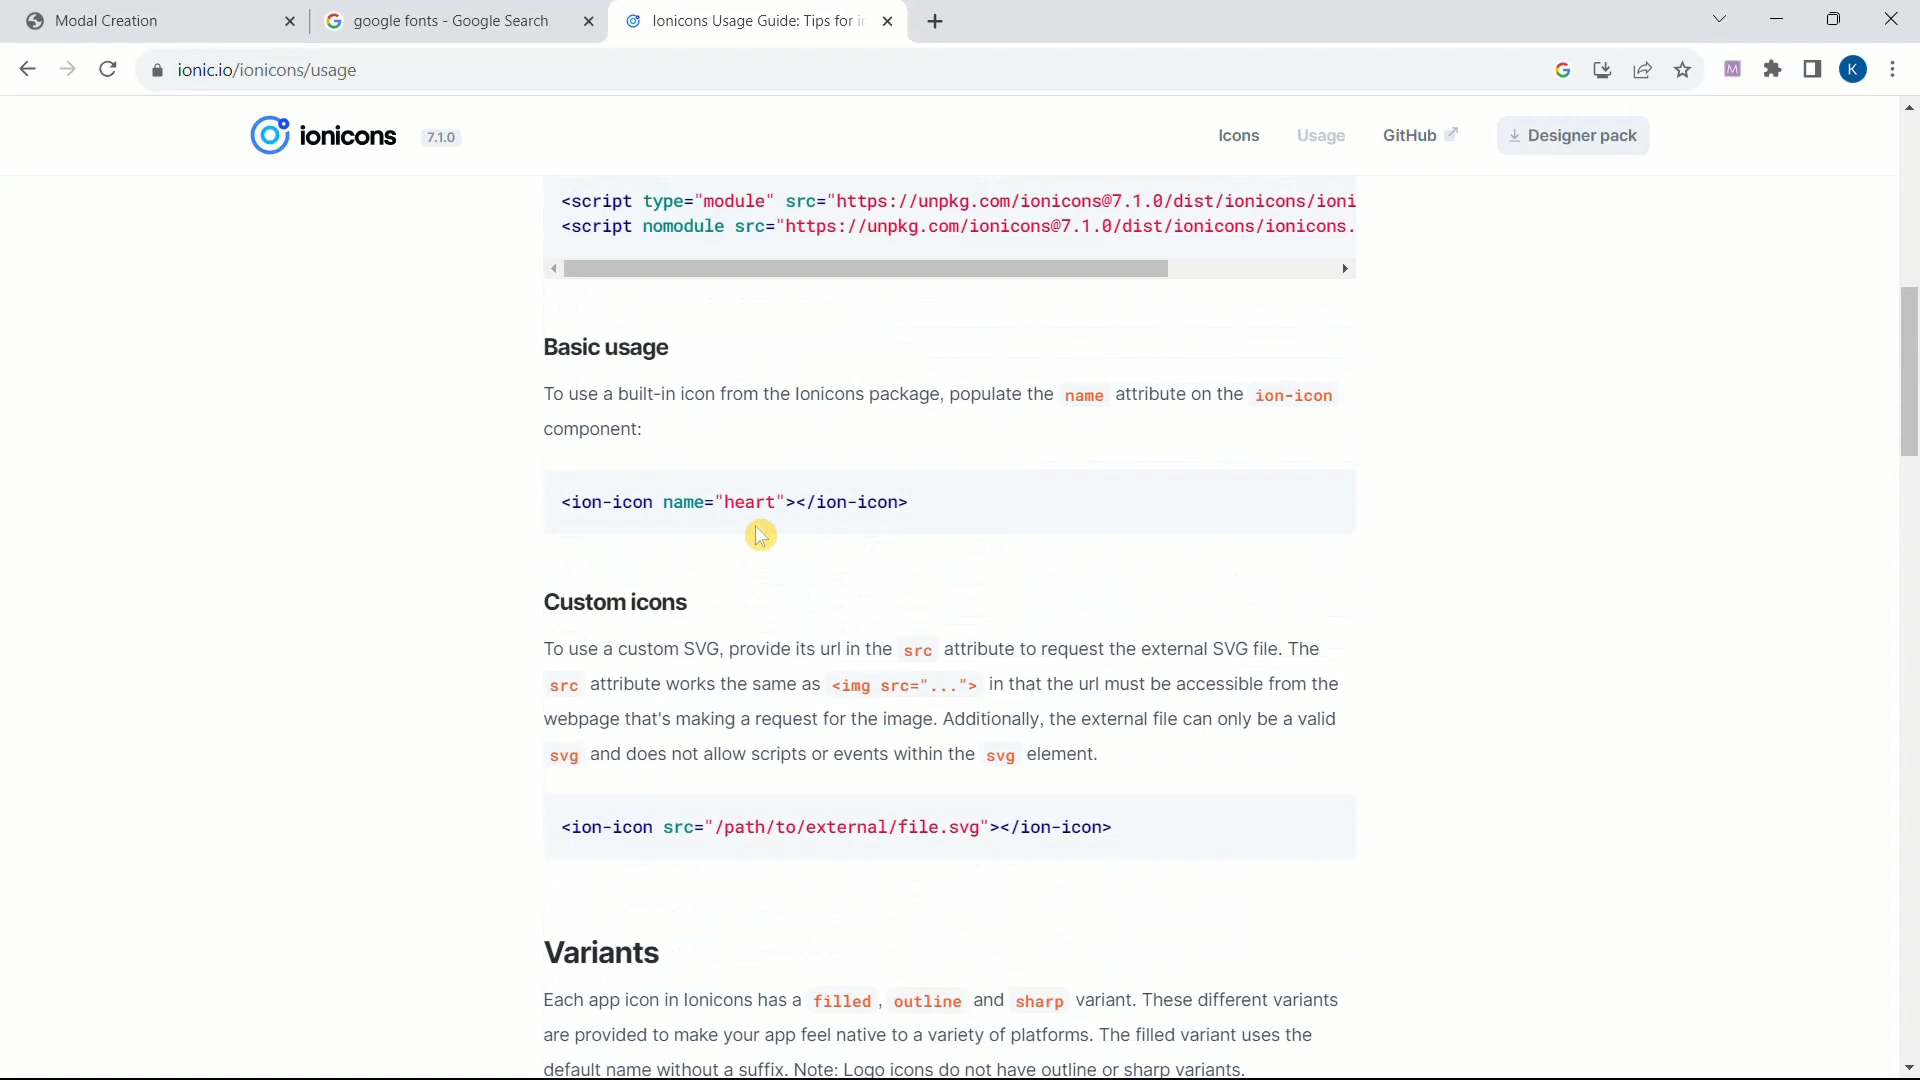 Modal Creation
google fonts - Google Search
Ionicons Usage Guide: Tips for in
ionic.io/ionicons/usage
M
K
ionicons
7.1.0
Icons
Usage
GitHub
Designer pack
<script type="module" src="https://unpkg.com/ionicons@7.1.0/dist/ionicons/ioni
<script nomodule src="https://unpkg.com/ionicons@7.1.0/dist/ionicons/ionicons.
Basic usage
To use a built-in icon from the Ionicons package, populate the name attribute on the ion-icon
component:
<ion-icon name="heart"></ion-icon>
Custom icons
To use a custom SVG, provide its url in the src attribute to request the external SVG file. The
src attribute works the same as <img src="..."> in that the url must be accessible from the
webpage that's making a request for the image. Additionally, the external file can only be a valid
svg and does not allow scripts or events within the svg element.
<ion-icon src="/path/to/external/file.svg"></ion-icon>
Variants
Each app icon in Ionicons has a filled, outline and sharp variant. These different variants
are provided to make your app feel native to a variety of platforms. The filled variant uses the
default name without a suffix. Note: Logo icons do not have outline or sharp variants.